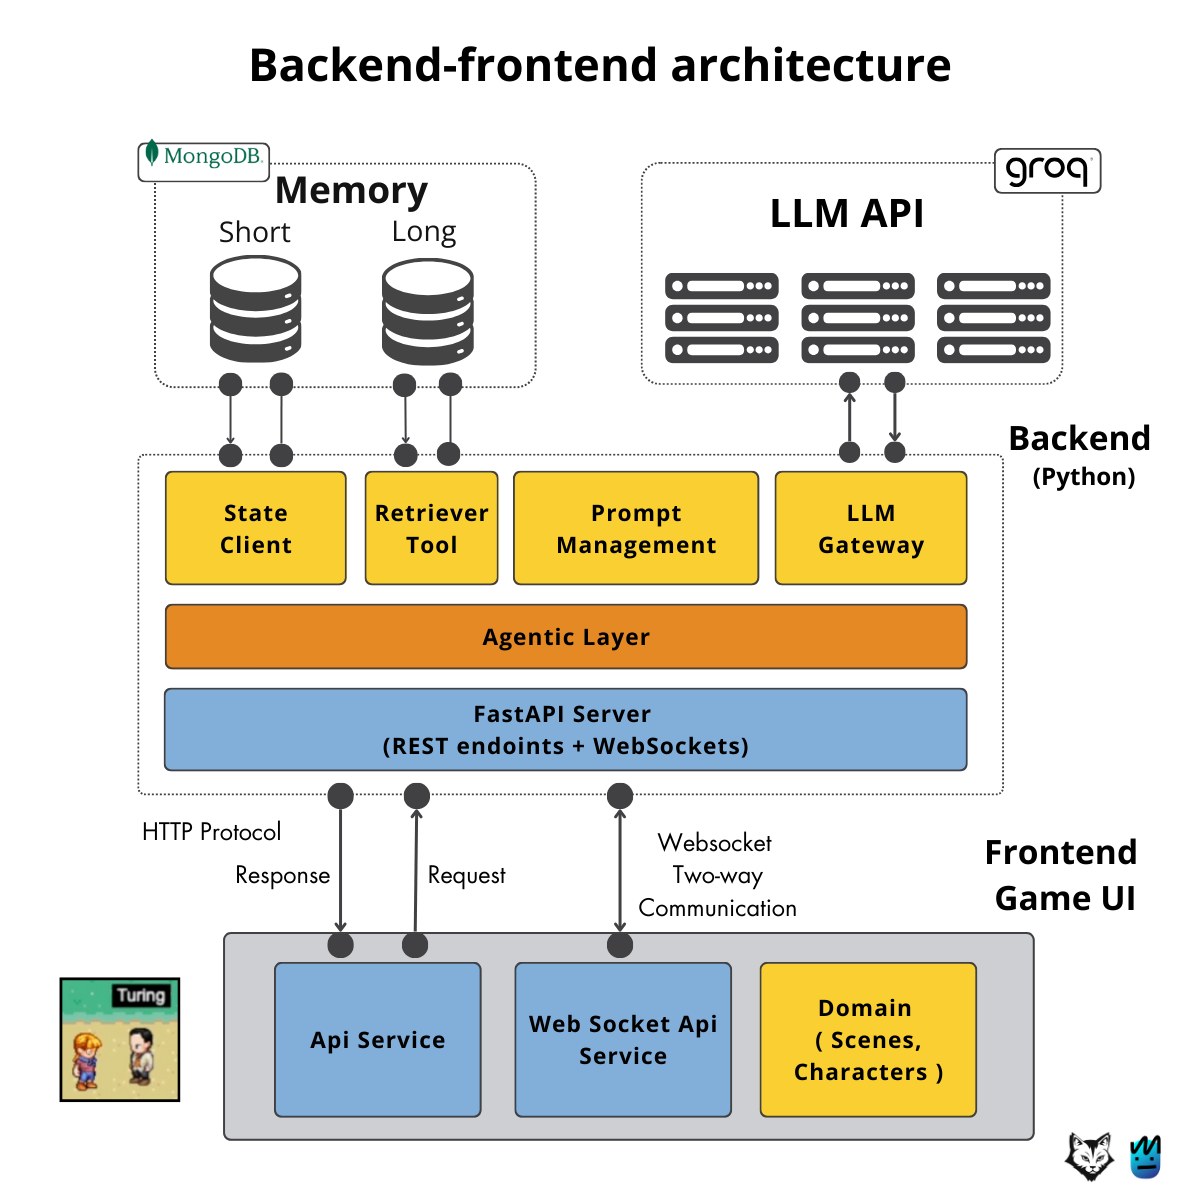 Backend-frontend architecture
MongoDB.
Memory
Short
Long
groq
LLM API
Backend
(Python)
State
Client
Retriever
Tool
Prompt
Management
LLM
Gateway
Agentic Layer
FastAPI Server
(REST endoints + WebSockets)
HTTP Protocol
Response
Request
Websocket
Two-way
Communication
Frontend
Game UI
Turing
Api Service
Web Socket Api
Service
Domain
( Scenes,
Characters )